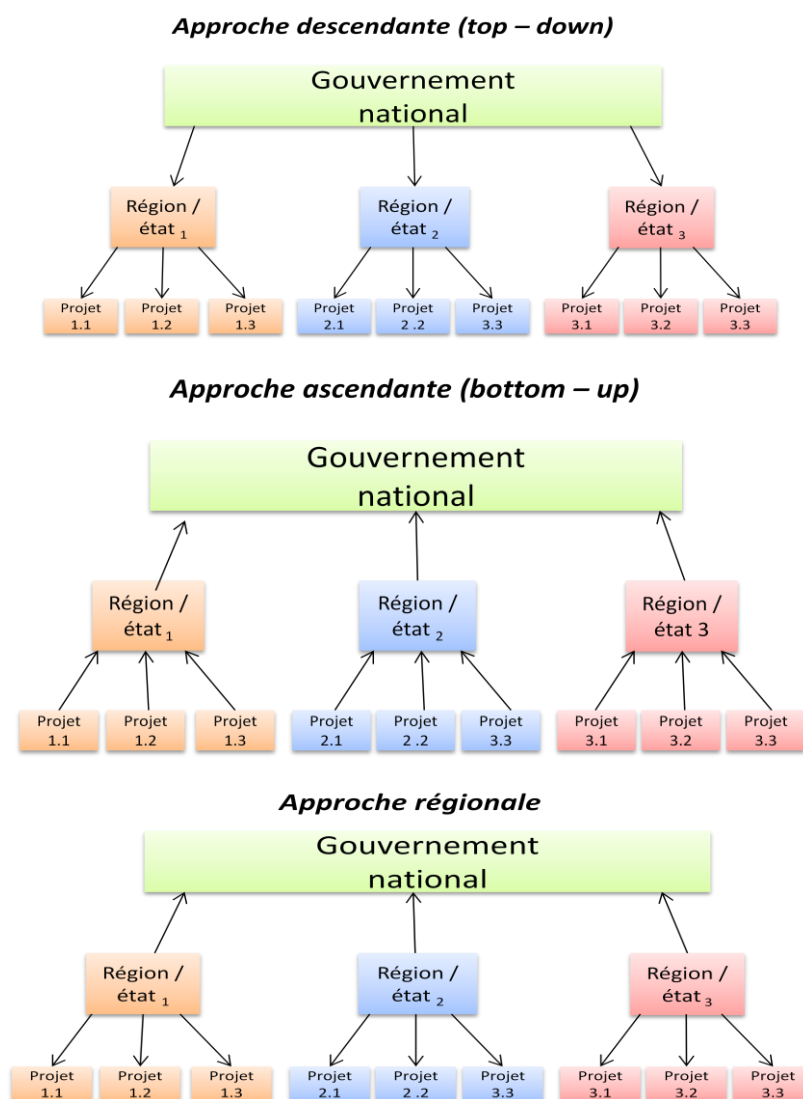 Approche descendante (top – down)
Gouvernement
national
Région /
état 1
Région /
état 2
Région /
état 3
Projet
1.1
Projet
1.2
Projet
1.3
Projet
2.1
Projet
2 .2
Projet
3.3
Projet
3.1
Projet
3.2
Projet
3.3
Approche ascendante (bottom – up)
Gouvernement
national
Région /
état 1
Région /
état 2
Région /
état 3
Projet
1.1
Projet
1.2
Projet
1.3
Projet
2.1
Projet
2 .2
Projet
3.3
Projet
3.1
Projet
3.2
Projet
3.3
Approche régionale
Gouvernement
national
Région /
état 1
Région /
état 2
Région /
état 3
Projet
1.1
Projet
1.2
Projet
1.3
Projet
2.1
Projet
2 .2
Projet
3.3
Projet
3.1
Projet
3.2
Projet
3.3